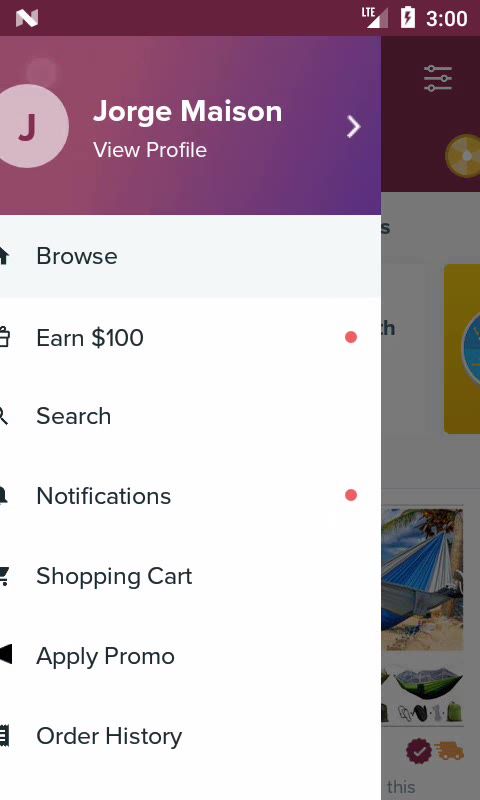 LTE
3:00
J
Jorge Maison
View Profile
Browse
Earn $100
Search
Notifications
Shopping Cart
Apply Promo
Order History
s
th
this